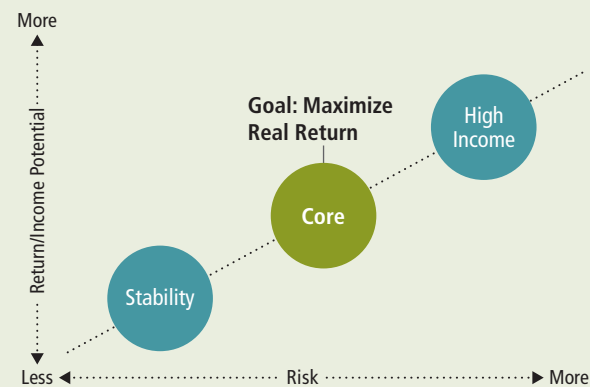 More
Return/Income Potential
Goal: Maximize
Real Return
High
Income
Core
Stability
Less
Risk
More